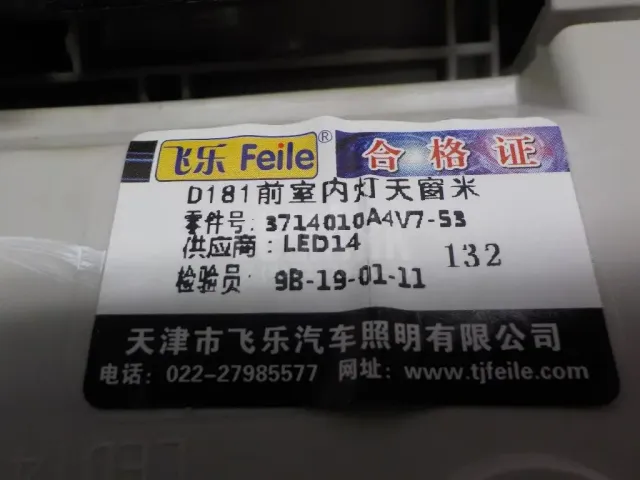 飞乐 Feile® 合格证
D181前室内灯天窗米
零件号: 3714010A4V7-53
供应商: LED14
检验员: 9B-19-01-11 132
天津市飞乐汽车照明有限公司
电话: 022-27985577 网址: www.tjfeile.com